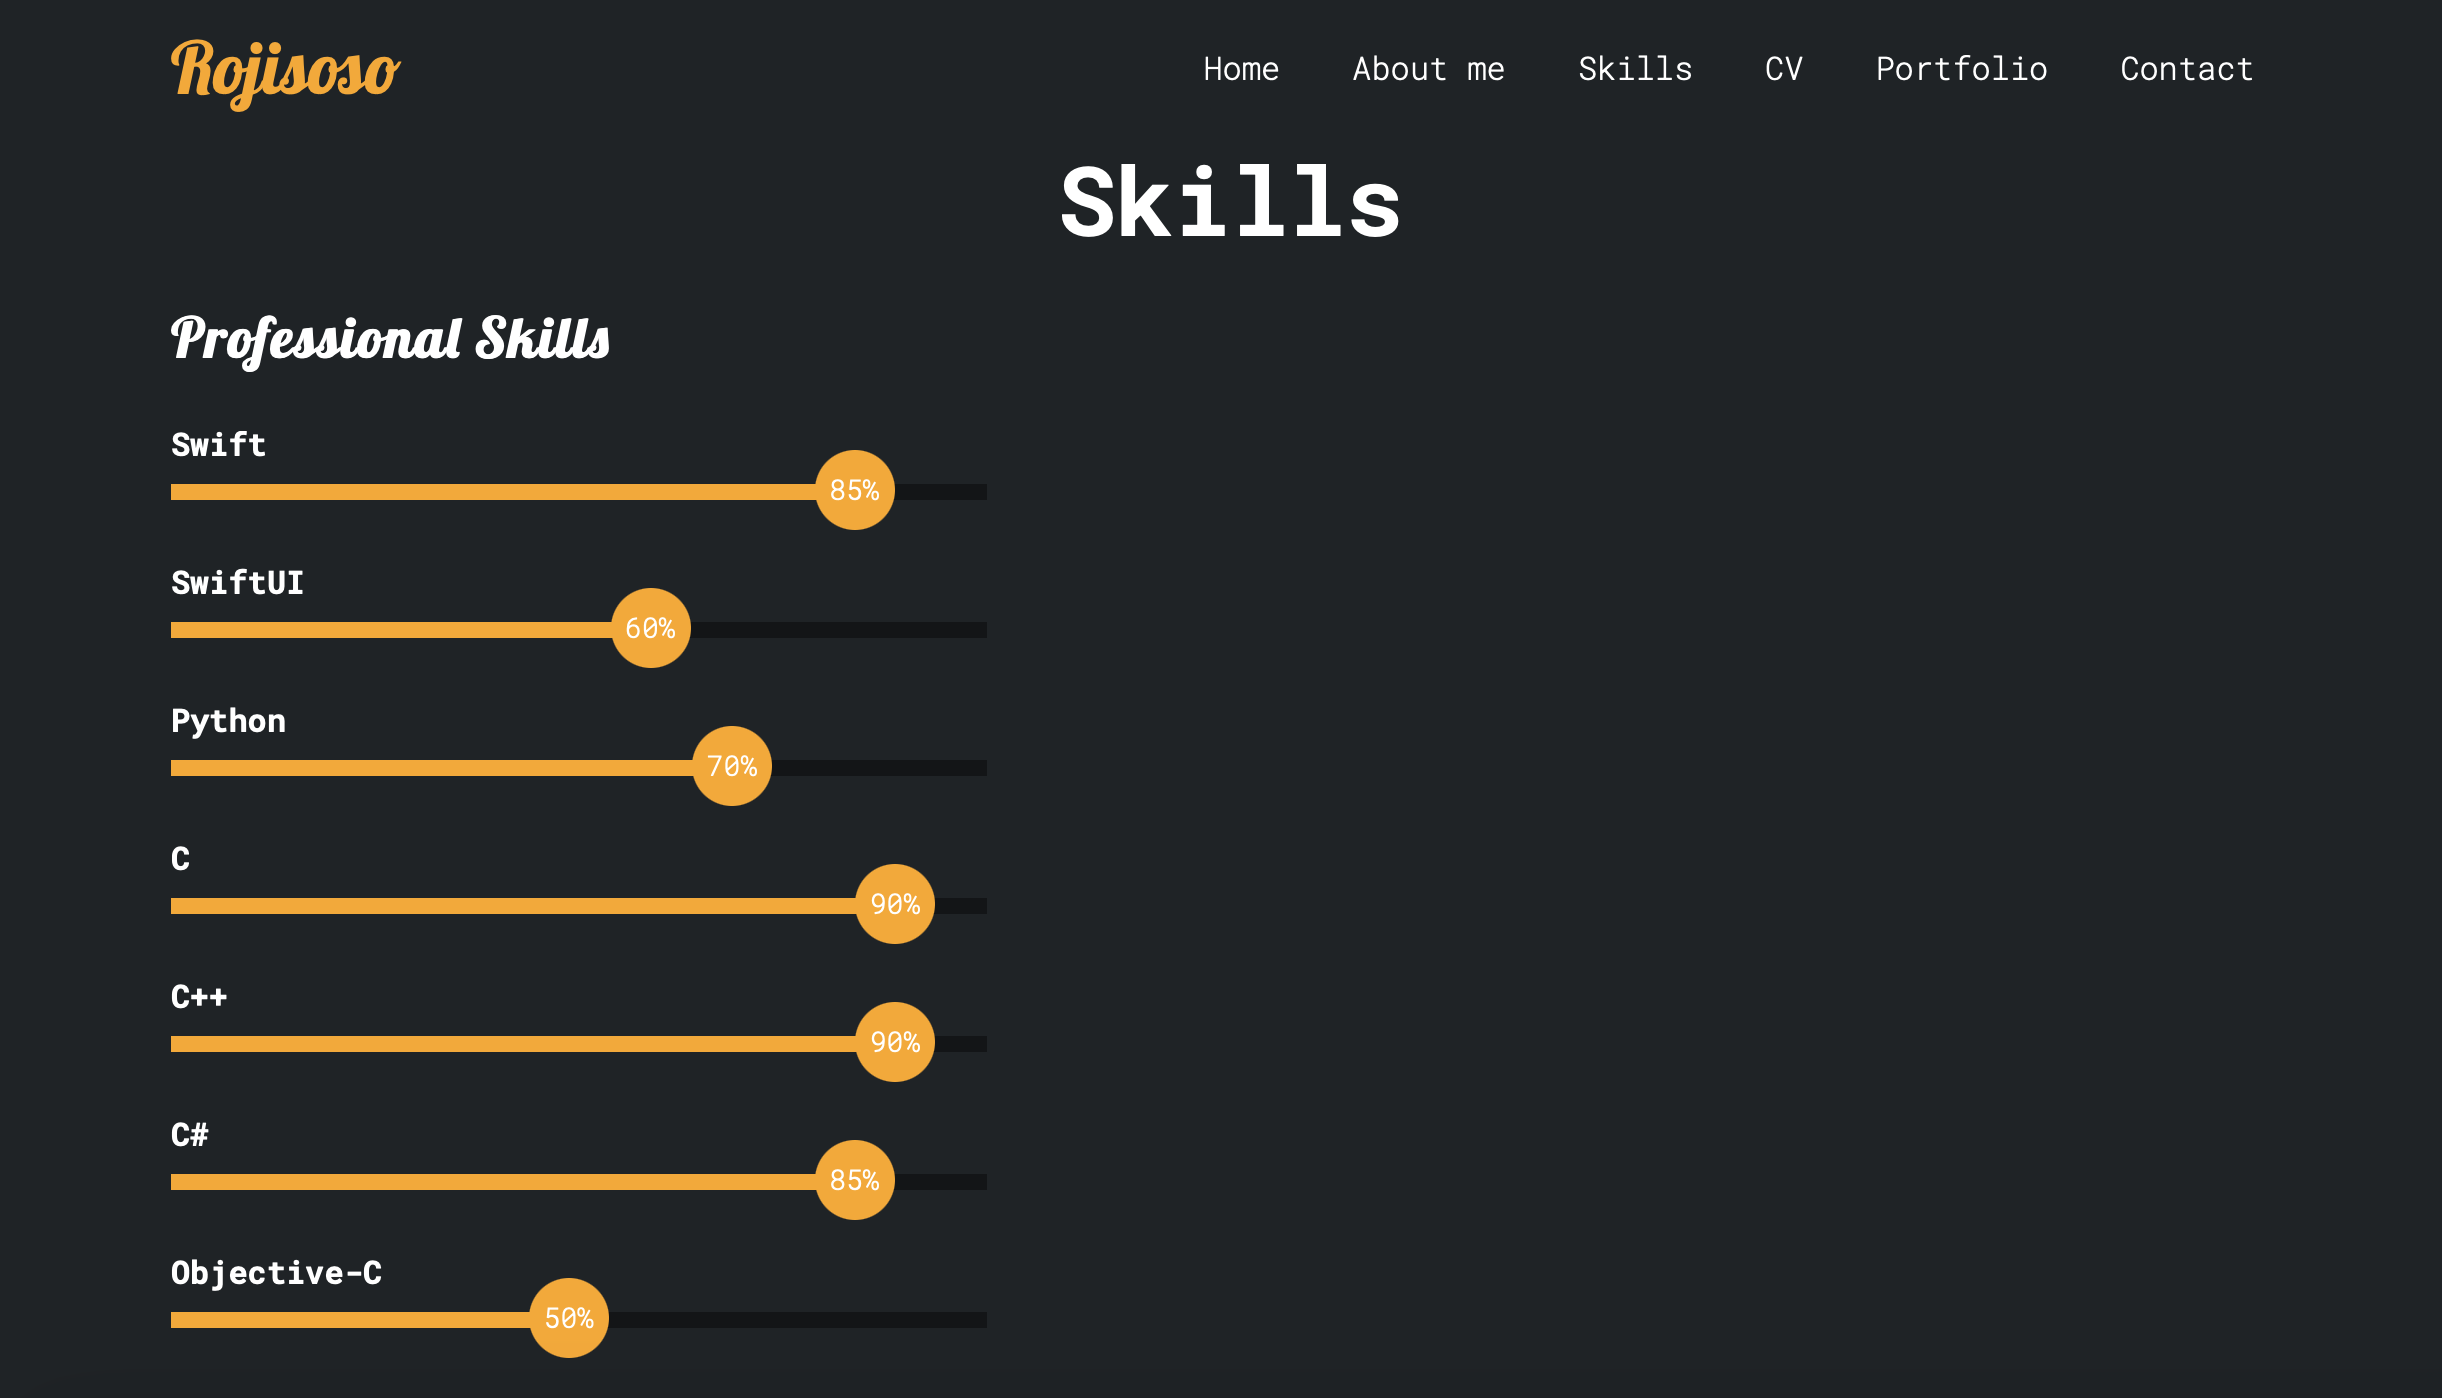 Rojisoso
Home About me Skills CV Portfolio Contact
Skills
Professional Skills
Swift
85%
SwiftUI
60%
Python
70%
C
90%
C++
90%
C#
85%
Objective-C
50%